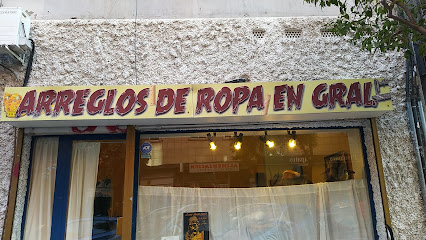 ARREGLOS DE ROPA EN GRAL